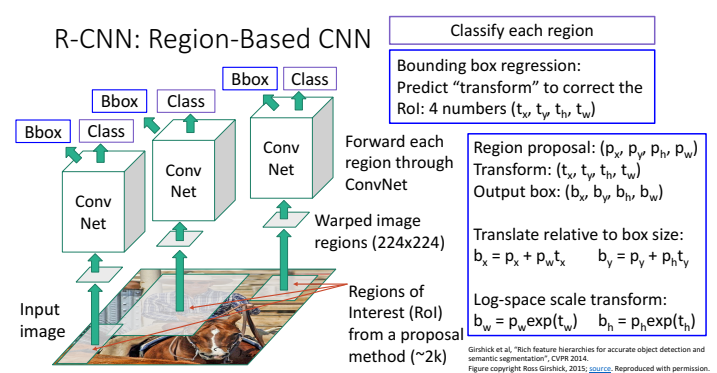 R-CNN: Region-Based CNN
Classify each region
Bounding box regression:
Predict “transform” to correct the
RoI: 4 numbers (tx, ty, th, tw)
Bbox
Class
Bbox
Class
Bbox
Class
Conv
Net
Conv
Net
Conv
Net
Forward each
region through
ConvNet
Warped image
regions (224x224)
Regions of
Interest (RoI)
from a proposal
method (~2k)
Input
image
Region proposal: (px, py, ph, pw)
Transform: (tx, ty, th, tw)
Output box: (bx, by, bh, bw)
Translate relative to box size:
bx = px + pwtx by = py + phty
Log-space scale transform:
bw = pwexp(tw) bh = phexp(th)
Girshick et al, “Rich feature hierarchies for accurate object detection and
semantic segmentation”, CVPR 2014.
Figure copyright Ross Girshick, 2015; source. Reproduced with permission.